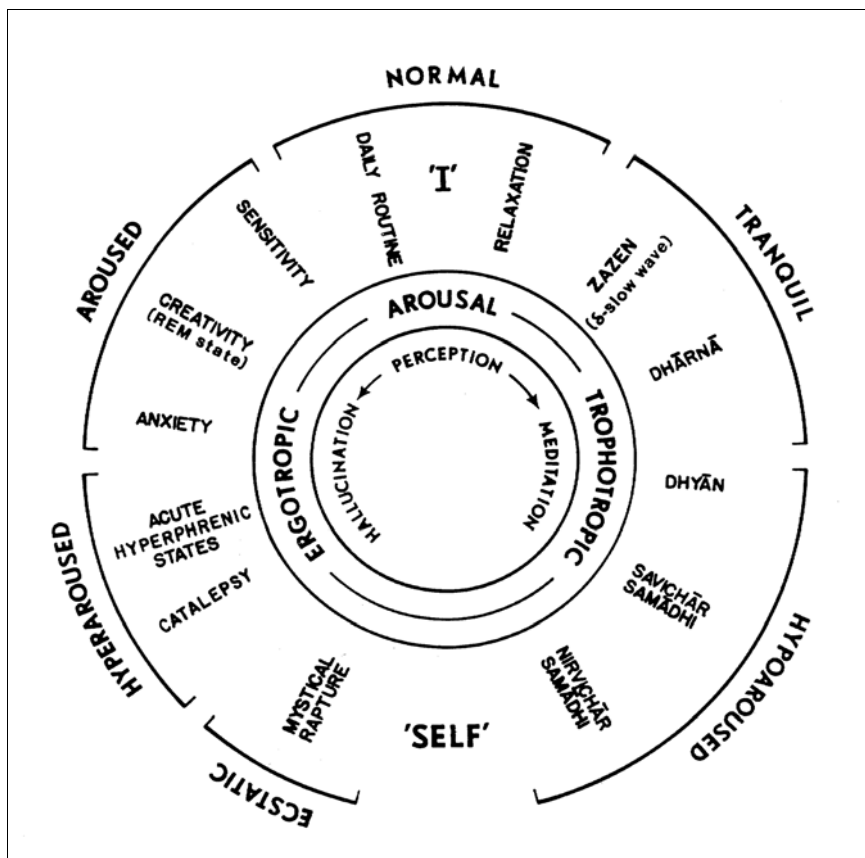 NORMAL
'I'
DAILY ROUTINE
RELAXATION
AROUSED
SENSITIVITY
CREATIVITY
(REM state)
ANXIETY
TRANQUIL
ZAZEN
(δ-slow wave)
DHĀRNĀ
HYPERAROUSED
ACUTE
HYPERPHRENIC
STATES
CATALEPSY
ECSTATIC
MYSTICAL
RAPTURE
'SELF'
HYPOAROUSED
DHYĀN
SAVICHĀR
SAMĀDHI
NIRVICHĀR
SAMĀDHI
AROUSAL
ERGOTROPIC
TROPHOTROPIC
PERCEPTION
HALLUCINATION
MEDITATION